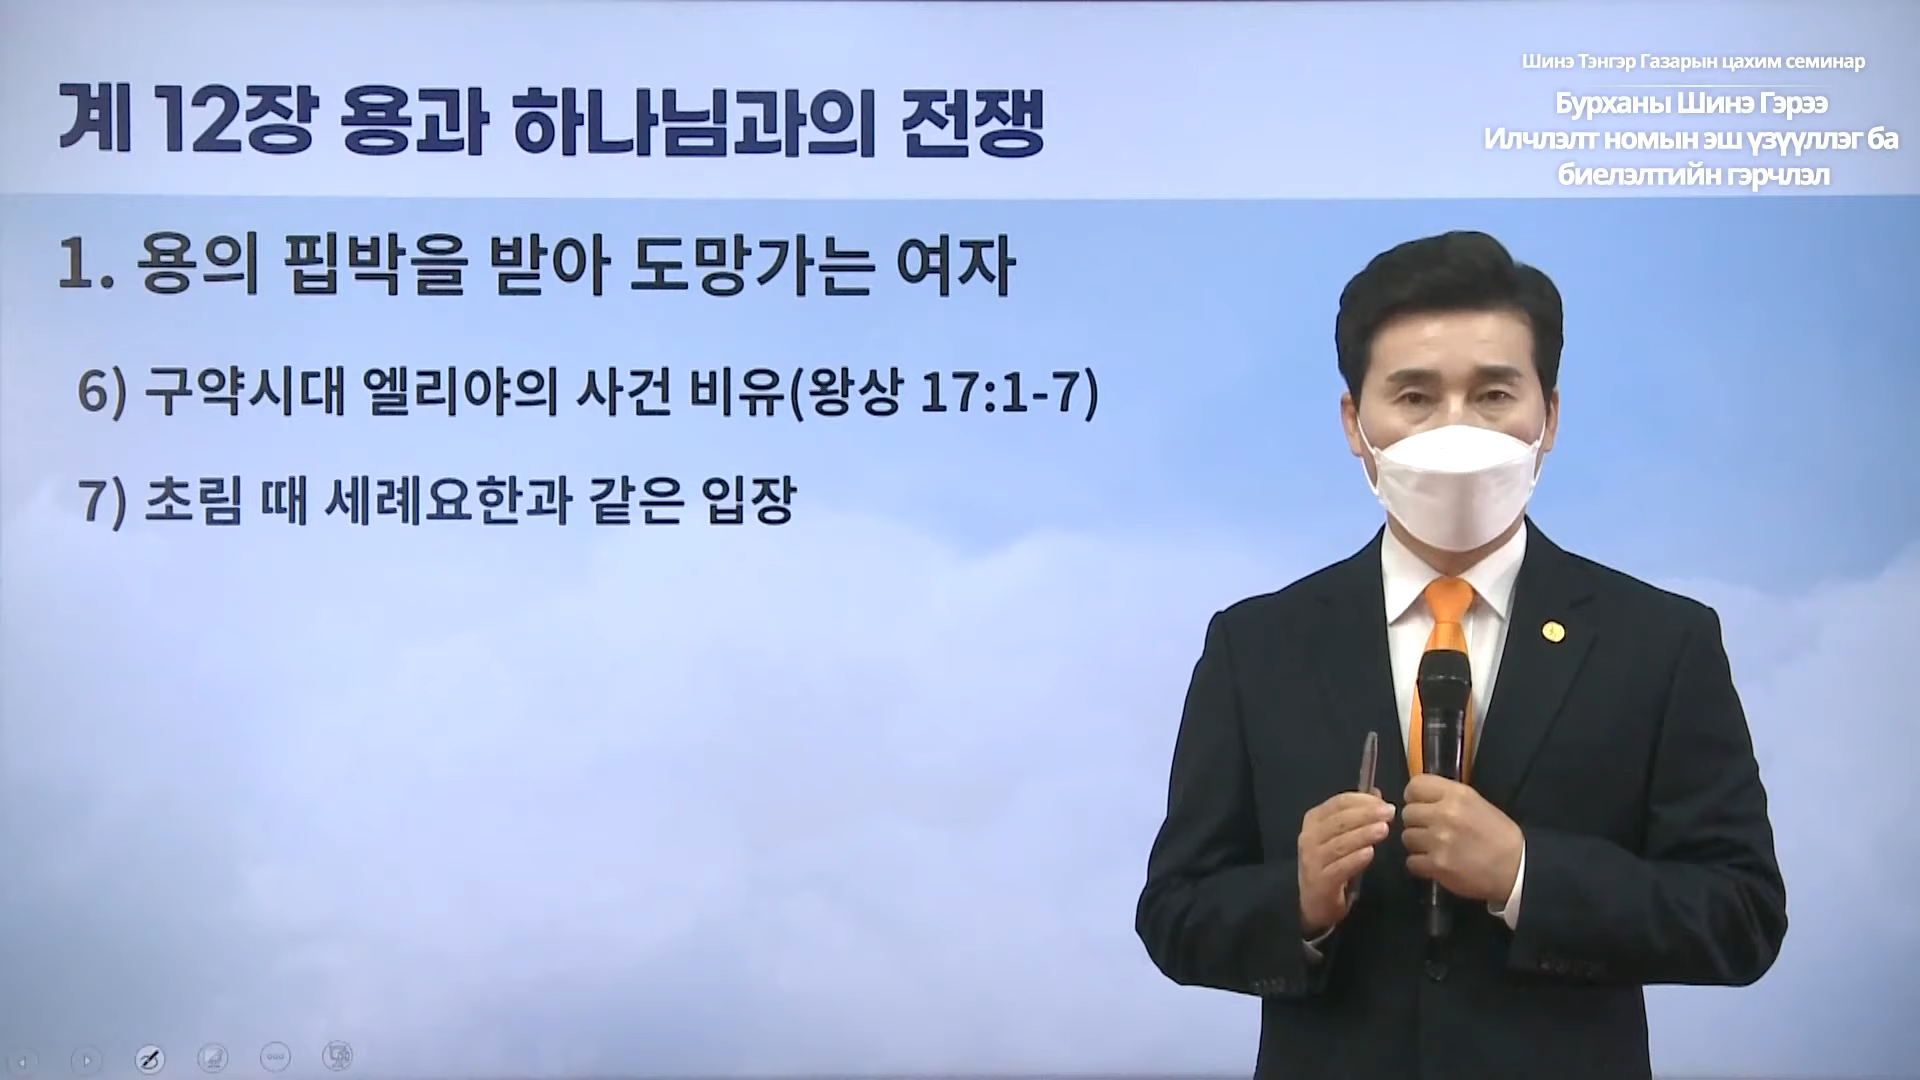 계 12장 용과 하나님과의 전쟁
Шинэ Тэнгэр Газарын цахим семинар
Бурханы Шинэ Гэрээ
Илчлэлт номын эш үзүүллэг ба
биелэлтийн гэрчлэл
1. 용의 핍박을 받아 도망가는 여자
6) 구약시대 엘리야의 사건 비유(왕상 17:1-7)
7) 초림 때 세례요한과 같은 입장